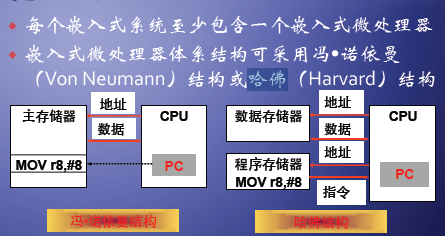 每个嵌入式系统至少包含一个嵌入式微处理器
嵌入式微处理器体系结构可采用冯•诺依曼
（Von Neumann）结构或哈佛（Harvard）结构
主存储器
地址
数据
CPU
MOV r8,#8
PC
冯•诺依曼结构
数据存储器
程序存储器
MOV r8,#8
地址
数据
地址
指令
CPU
PC
哈佛结构